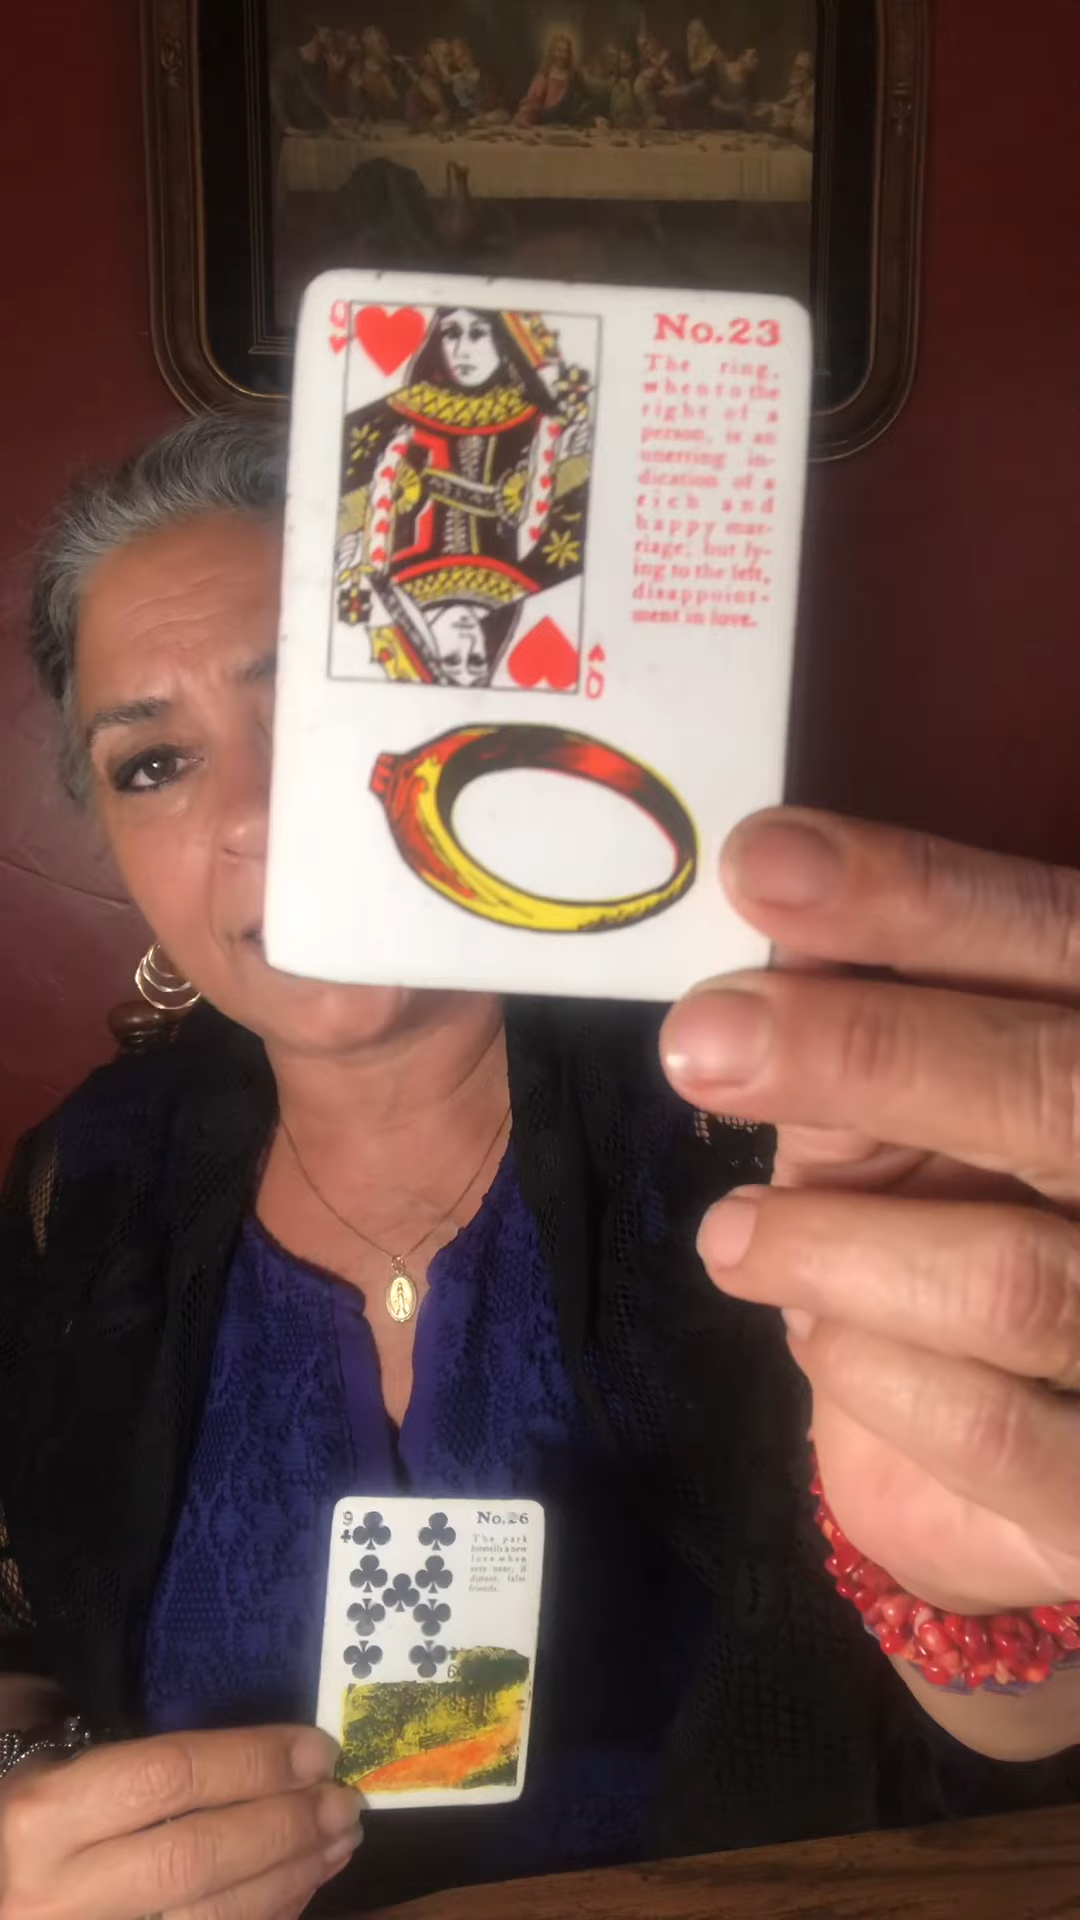 Q
No.23
The ring,
when to the
right of a
person, is an
unerring in-
dication of a
rich and
happy mar-
riage; but ly-
ing to the left,
disappoint-
ment in love.
Q
9
No.26
The park
foretells a new
love when
very near; if
distant, false
friends.
9